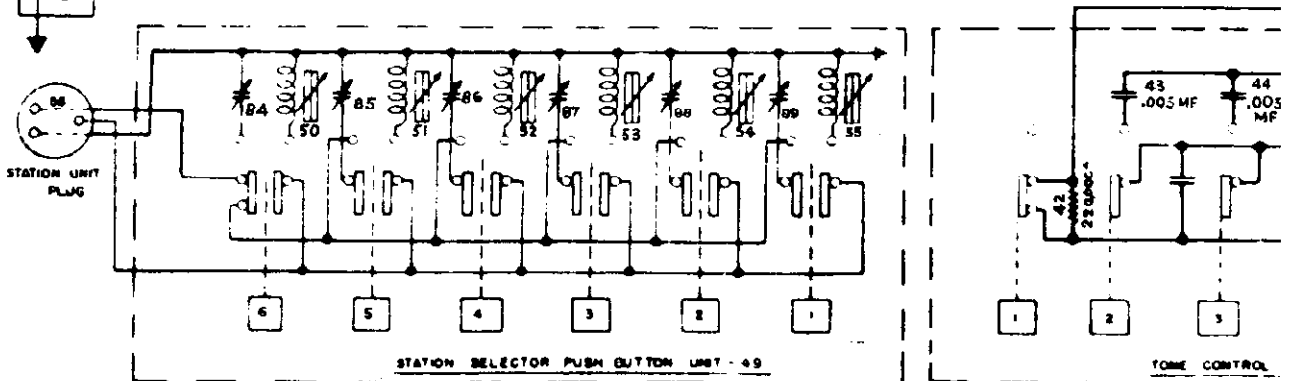 84 50 85 51 86 52 87 53 88 54 89 55
STATION UNIT
PLUG
6 5 4 3 2 1
STATION SELECTOR PUSH BUTTON UNIT - 49
43
.005 MF
44
.005
MF
42
1 2 3
TONE CONTROL